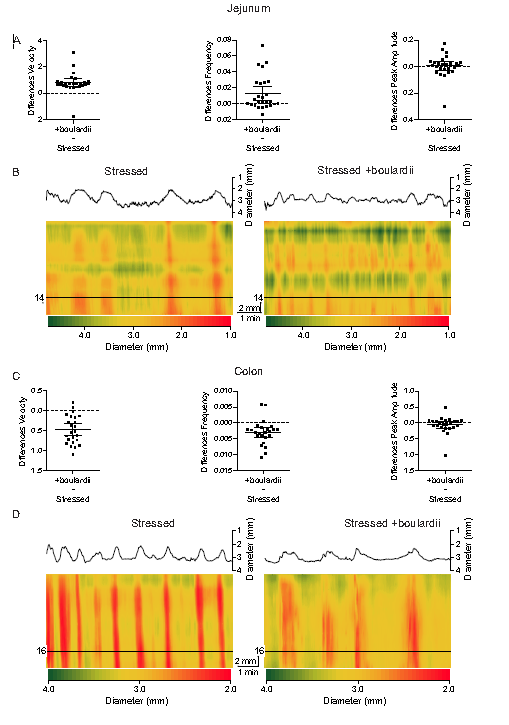 Jejunum
A
Differences Velocity
4
2
0
2
+boulardii
-
Stressed
Differences Frequency
0.09
0.06
0.04
0.02
0.00
0.02
+boulardii
-
Stressed
Differences Peak Amplitude
0.2
0.0
0.2
0.4
+boulardii
-
Stressed
B
Stressed
Stressed +boulardii
1
2
3
4
Diameter (mm)
1
2
3
4
Diameter (mm)
14
14
2 mm
1 min
4.0 3.0 2.0 1.0
Diameter (mm)
4.0 3.0 2.0 1.0
Diameter (mm)
C
Colon
Differences Velocity
0.5
0.0
0.5
1.0
1.5
+boulardii
-
Stressed
Differences Frequency
0.010
0.005
0.000
0.005
0.010
0.015
+boulardii
-
Stressed
Differences Peak Amplitude
1.0
0.5
0.0
0.5
1.0
1.5
+boulardii
-
Stressed
D
Stressed
Stressed +boulardii
1
2
3
4
Diameter (mm)
1
2
3
4
Diameter (mm)
16
16
2 mm
1 min
4.0 3.0 2.0
Diameter (mm)
4.0 3.0 2.0
Diameter (mm)